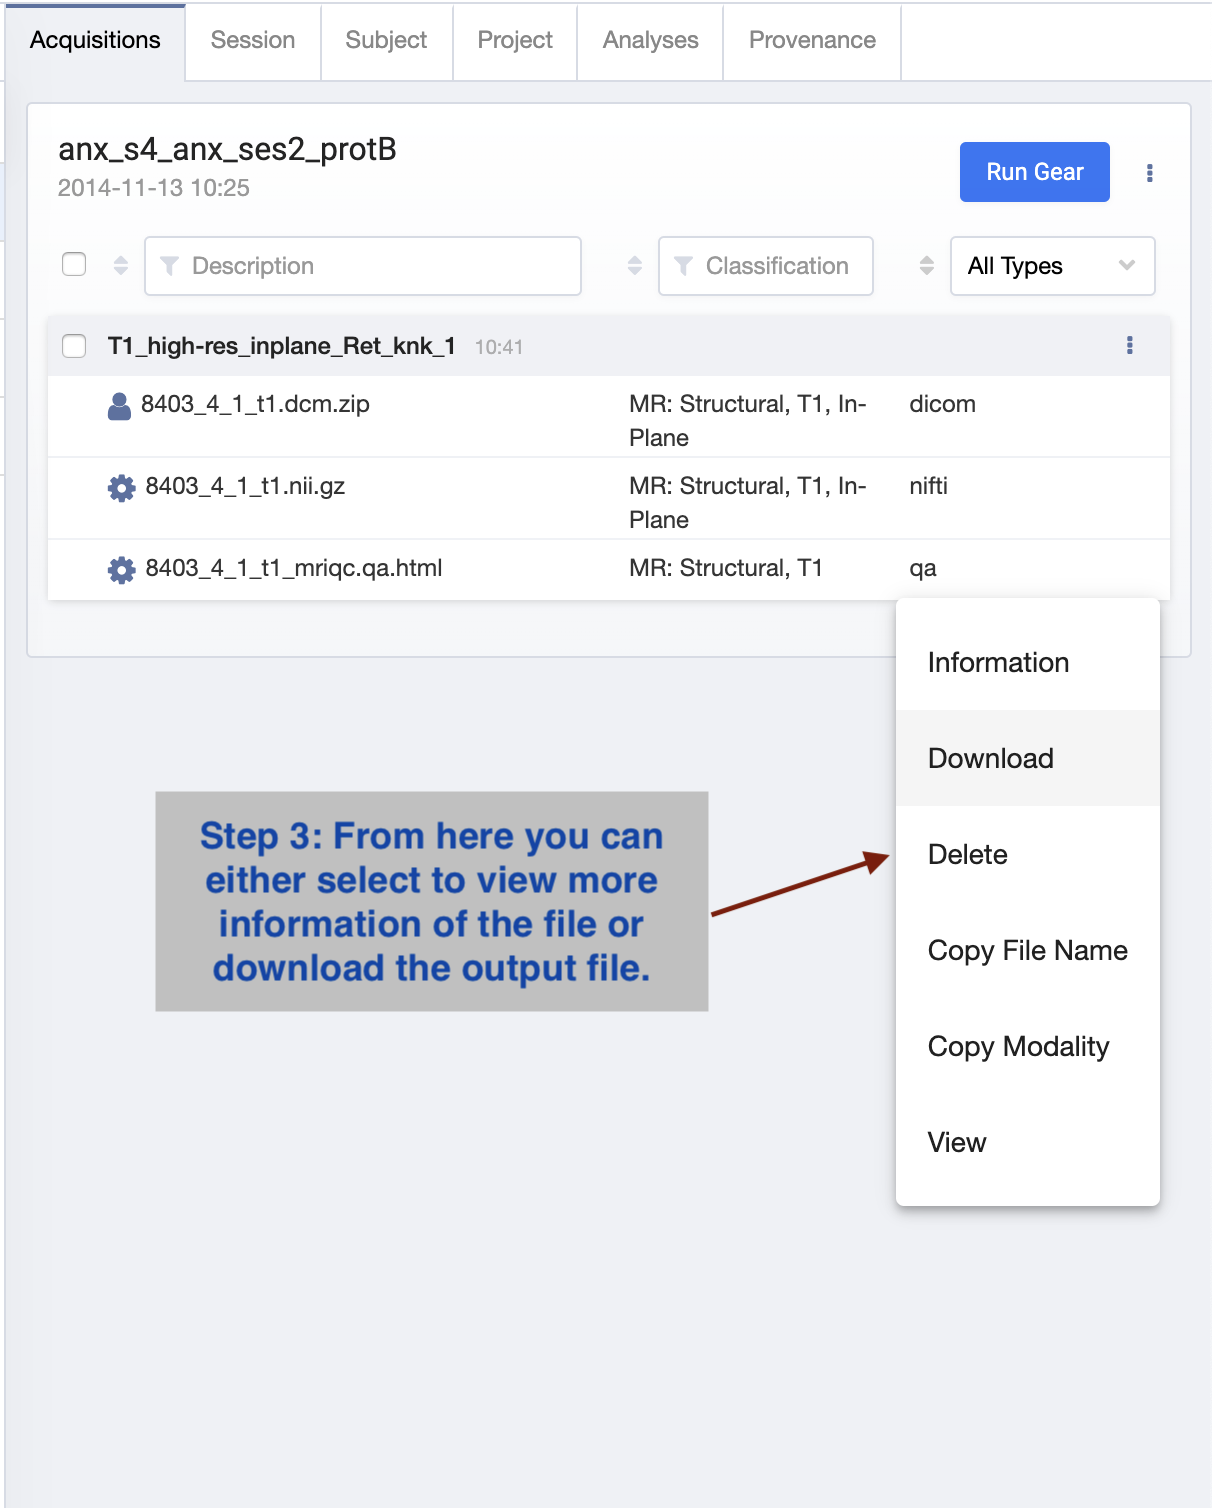 Acquisitions Session Subject Project Analyses Provenance
anx_s4_anx_ses2_protB
2014-11-13 10:25
Run Gear
Description Classification All Types
T1_high-res_inplane_Ret_knk_1 10:41
8403_4_1_t1.dcm.zip MR: Structural, T1, In-
Plane dicom
8403_4_1_t1.nii.gz MR: Structural, T1, In-
Plane nifti
8403_4_1_t1_mriqc.qa.html MR: Structural, T1 qa
Information
Download
Delete
Copy File Name
Copy Modality
View
Step 3: From here you can
either select to view more
information of the file or
download the output file.